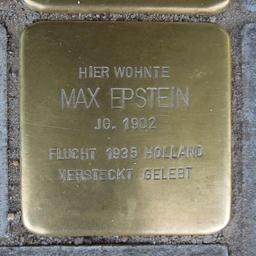 HIER WOHNTE
MAX EPSTEIN
JG. 1902
FLUCHT 1935 HOLLAND
VERSTECKT GELEBT